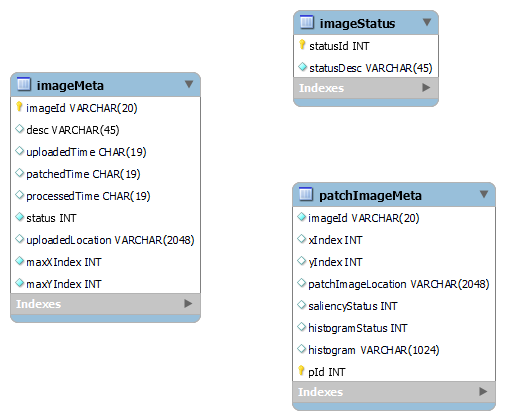 imageStatus
statusId INT
statusDesc VARCHAR(45)
Indexes
imageMeta
imageId VARCHAR(20)
desc VARCHAR(45)
uploadedTime CHAR(19)
patchedTime CHAR(19)
processedTime CHAR(19)
status INT
uploadedLocation VARCHAR(2048)
maxXIndex INT
maxYIndex INT
Indexes
patchImageMeta
imageId VARCHAR(20)
xIndex INT
yIndex INT
patchImageLocation VARCHAR(2048)
saliencyStatus INT
histogramStatus INT
histogram VARCHAR(1024)
pId INT
Indexes